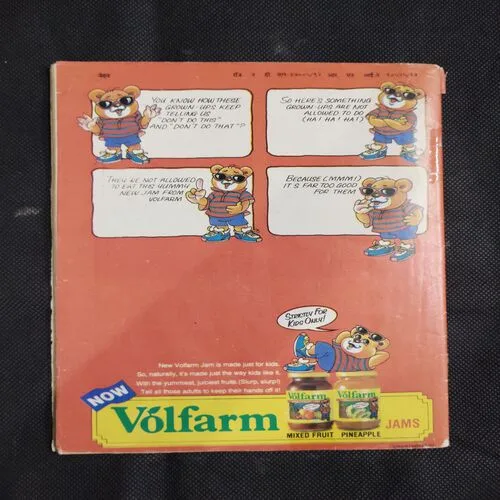 YOU KNOW HOW THESE
GROWN-UPS KEEP
TELLING US
"DON'T DO THIS"
AND "DON'T DO THAT"?
SO HERE'S SOMETHING
GROWN-UPS ARE NOT
ALLOWED TO DO
(HA! HA! HA!)
THEY'RE NOT ALLOWED
TO EAT THIS YUMMY
NEW JAM FROM
VOLFARM
BECAUSE (MMM!)
IT'S FAR TOO GOOD
FOR THEM
STRICTLY FOR
KIDS ONLY!
New Volfarm Jam is made just for kids.
So, naturally, it's made just the way kids like it.
With the yummiest, juiciest fruits (Slurp, slurp!)
Tell all those adults to keep their hands off it!
NOW
Vólfarm
Vólfarm
Vólfarm
MIXED FRUIT PINEAPPLE
JAMS